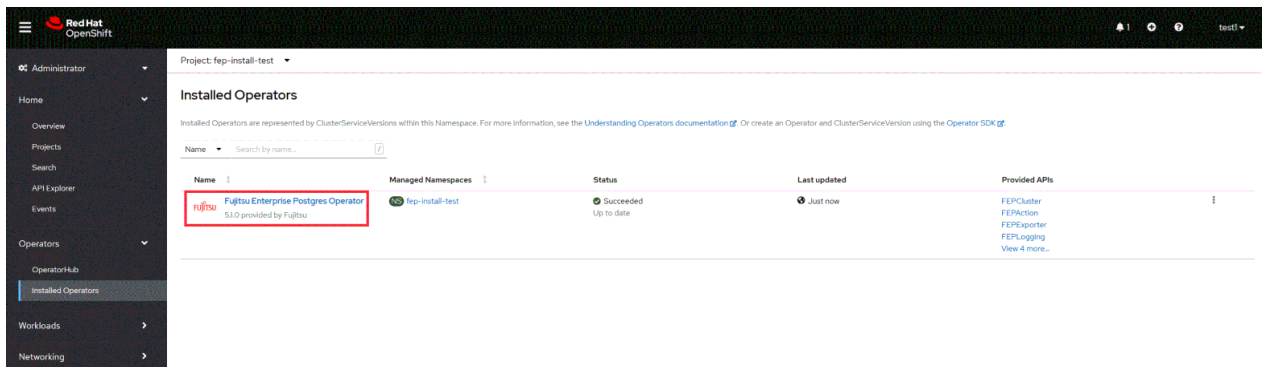 Red Hat
OpenShift
1
test1
Administrator
Project: fep-install-test
Home
Installed Operators
Overview
Installed Operators are represented by ClusterServiceVersions within this Namespace. For more information, see the Understanding Operators documentation. Or create an Operator and ClusterServiceVersion using the Operator SDK.
Projects
Name Search by name... /
Search
Name Managed Namespaces Status Last updated Provided APIs
API Explorer
FUJITSU Fujitsu Enterprise Postgres Operator NS fep-install-test Succeeded Just now FEPCluster
5.1.0 provided by Fujitsu Up to date FEPAction
Events
FEPExporter
FEPLogging
View 4 more...
Operators
OperatorHub
Installed Operators
Workloads
Networking